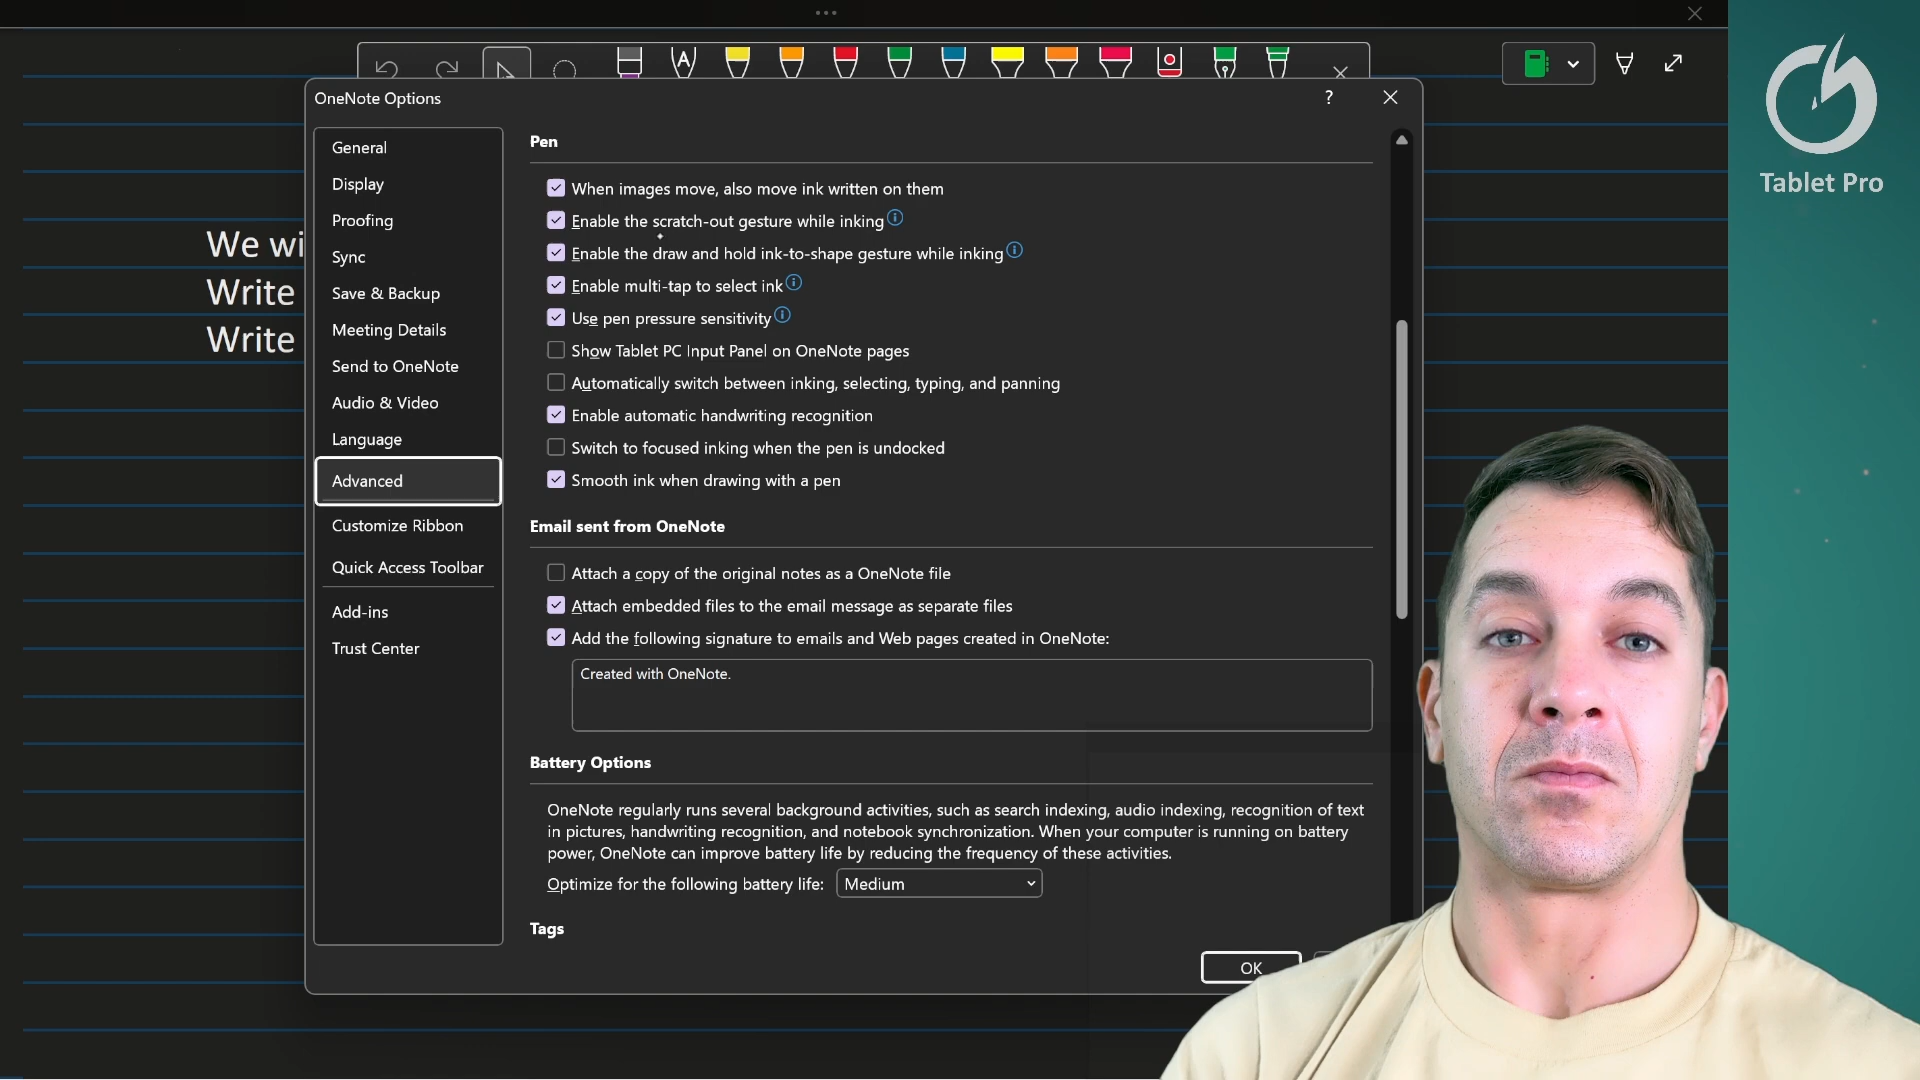 OneNote Options
?
Tablet Pro
General
Display
Proofing
Sync
Save & Backup
Meeting Details
Send to OneNote
Audio & Video
Language
Advanced
Customize Ribbon
Quick Access Toolbar
Add-ins
Trust Center
We wi
Write
Write
Pen
When images move, also move ink written on them
Enable the scratch-out gesture while inking
Enable the draw and hold ink-to-shape gesture while inking
Enable multi-tap to select ink
Use pen pressure sensitivity
Show Tablet PC Input Panel on OneNote pages
Automatically switch between inking, selecting, typing, and panning
Enable automatic handwriting recognition
Switch to focused inking when the pen is undocked
Smooth ink when drawing with a pen
Email sent from OneNote
Attach a copy of the original notes as a OneNote file
Attach embedded files to the email message as separate files
Add the following signature to emails and Web pages created in OneNote:
Created with OneNote.
Battery Options
OneNote regularly runs several background activities, such as search indexing, audio indexing, recognition of text
in pictures, handwriting recognition, and notebook synchronization. When your computer is running on battery
power, OneNote can improve battery life by reducing the frequency of these activities.
Optimize for the following battery life: Medium
Tags
OK